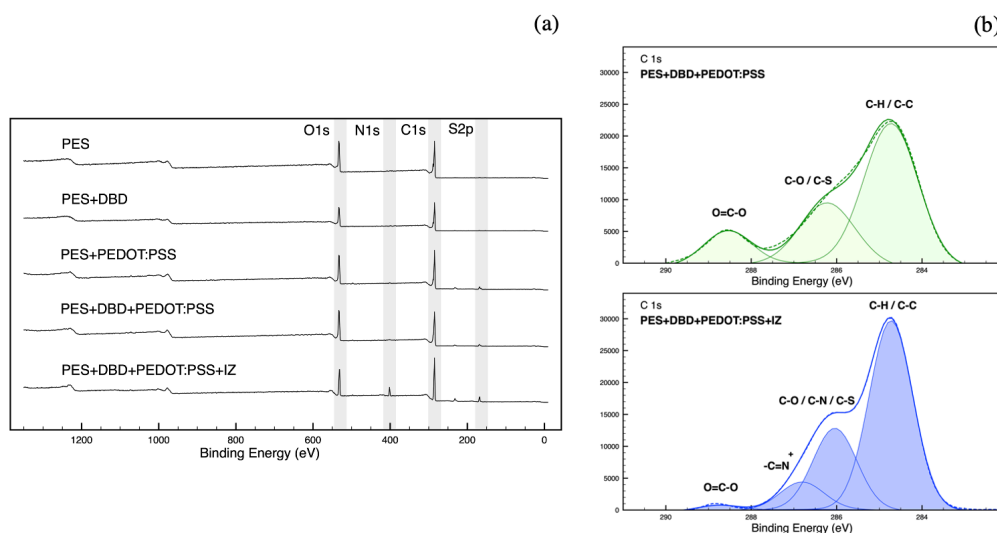 (a)
O1s N1s C1s S2p
PES
PES+DBD
PES+PEDOT:PSS
PES+DBD+PEDOT:PSS
PES+DBD+PEDOT:PSS+IZ
1200 1000 800 600 400 200 0
Binding Energy (eV)
(b)
C 1s
PES+DBD+PEDOT:PSS
C-H / C-C
C-O / C-S
O=C-O
30000
25000
20000
15000
10000
5000
0
290 288 286 284
Binding Energy (eV)
C 1s
PES+DBD+PEDOT:PSS+IZ
C-H / C-C
C-O / C-N / C-S
-C=N+
O=C-O
30000
25000
20000
15000
10000
5000
0
290 288 286 284
Binding Energy (eV)